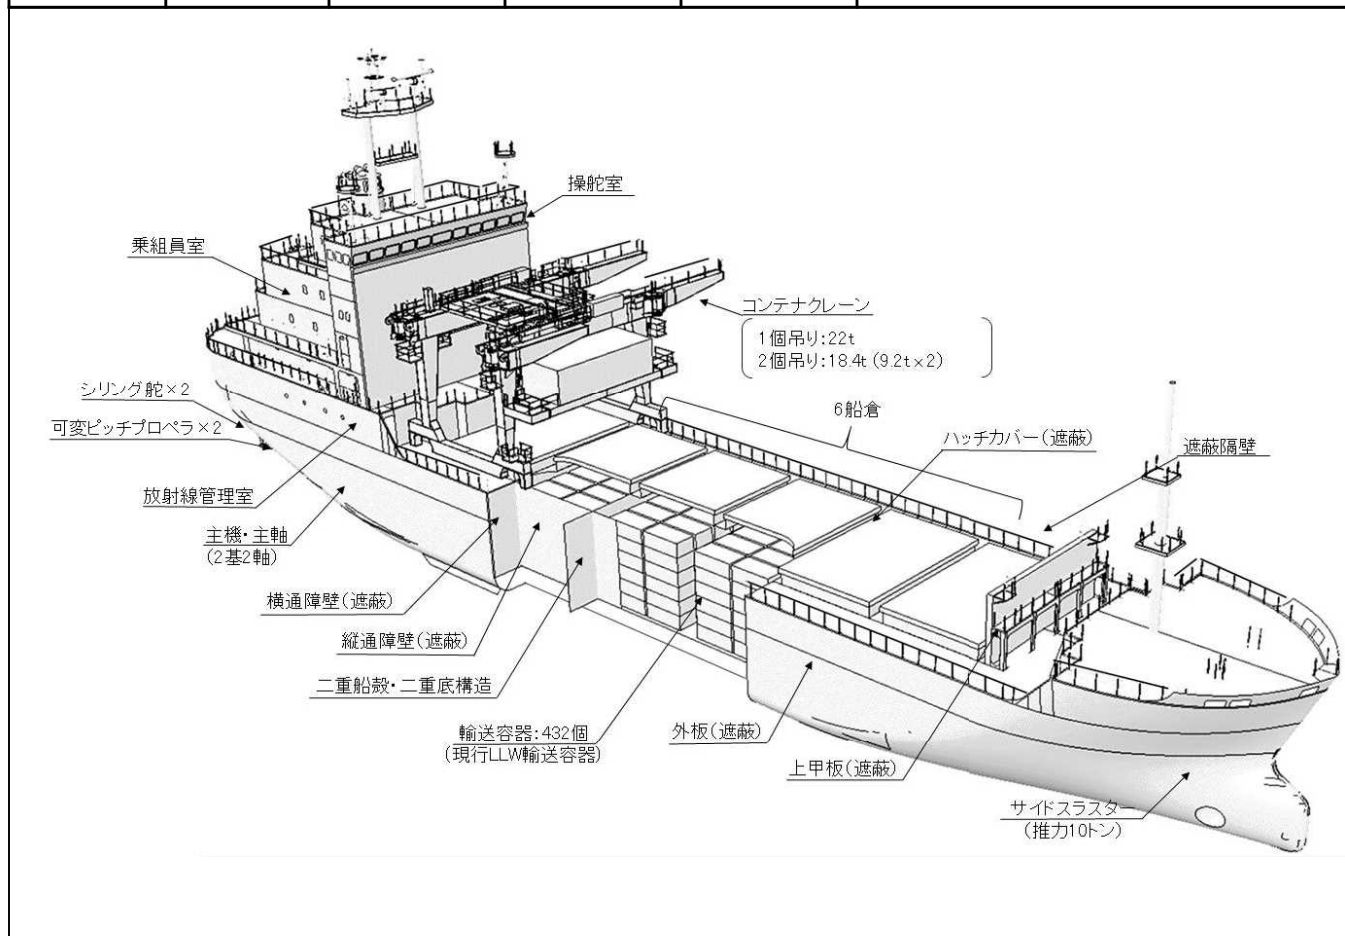 操舵室
乗組員室
コンテナクレーン
1個吊り:22t
2個吊り:18.4t (9.2t×2)
シリング舵×2
6船倉
可変ピッチプロペラ×2
ハッチカバー(遮蔽)
遮蔽隔壁
放射線管理室
主機・主軸
(2基2軸)
横通障壁(遮蔽)
縦通障壁(遮蔽)
二重船殻・二重底構造
輸送容器:432個
(現行LLW輸送容器)
外板(遮蔽)
上甲板(遮蔽)
サイドスラスター
(推力10トン)